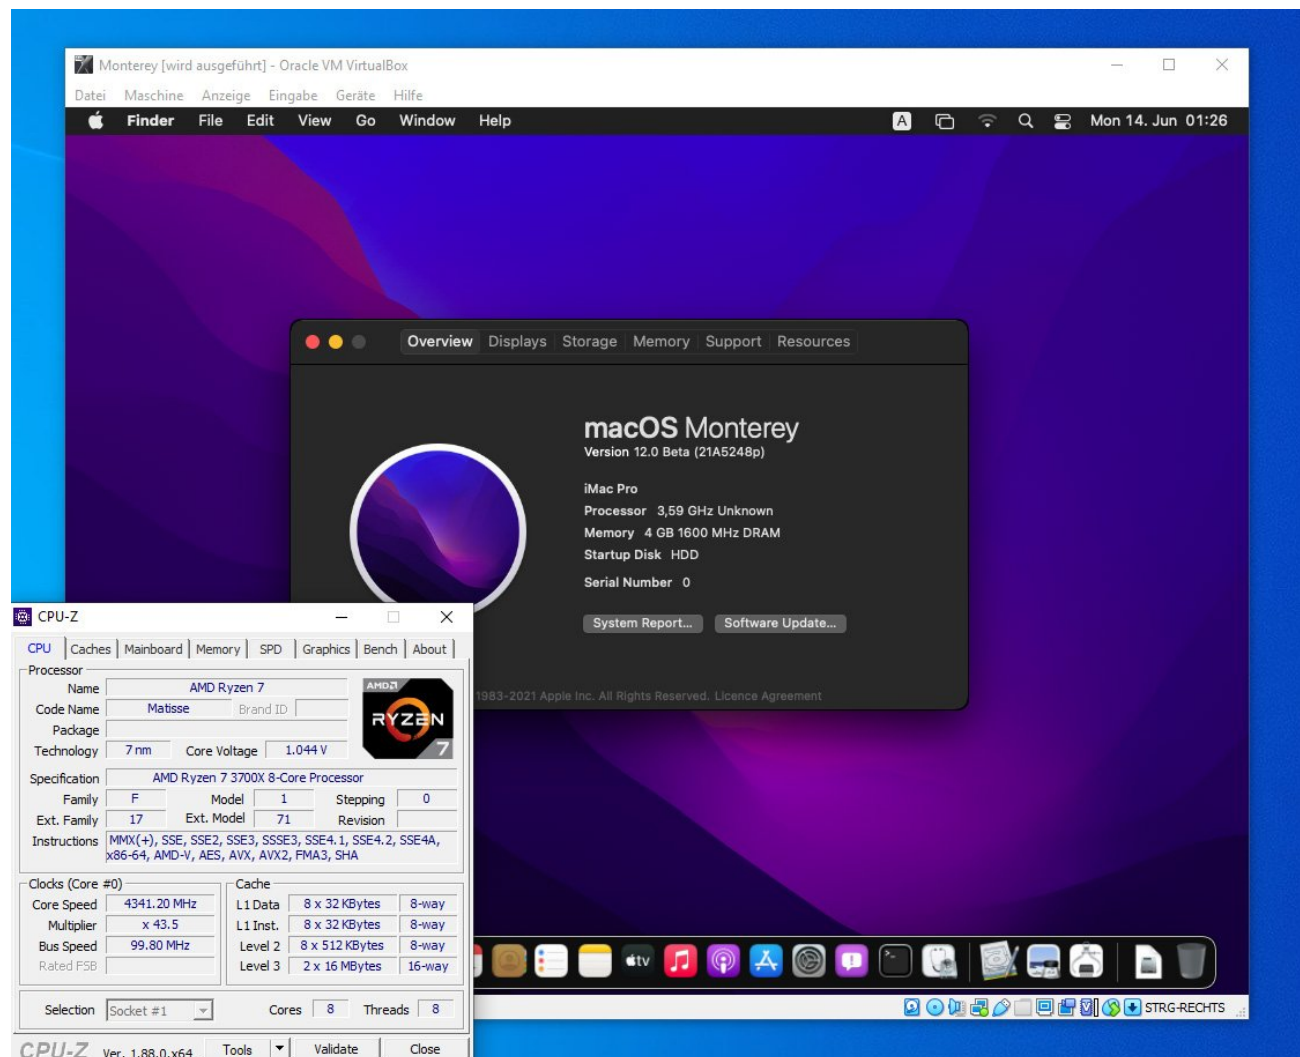 Monterey [wird ausgeführt] - Oracle VM VirtualBox
Datei Maschine Anzeige Eingabe Geräte Hilfe
Finder File Edit View Go Window Help A Mon 14. Jun 01:26
Overview Displays Storage Memory Support Resources
macOS Monterey
Version 12.0 Beta (21A5248p)
iMac Pro
Processor 3,59 GHz Unknown
Memory 4 GB 1600 MHz DRAM
Startup Disk HDD
Serial Number 0
System Report... Software Update...
1983-2021 Apple Inc. All Rights Reserved. Licence Agreement
CPU-Z
CPU Caches Mainboard Memory SPD Graphics Bench About
Processor
Name AMD Ryzen 7
Code Name Matisse Brand ID
Package
Technology 7 nm Core Voltage 1.044 V
AMD
RYZEN
7
Specification AMD Ryzen 7 3700X 8-Core Processor
Family F Model 1 Stepping 0
Ext. Family 17 Ext. Model 71 Revision
Instructions MMX(+), SSE, SSE2, SSE3, SSSE3, SSE4.1, SSE4.2, SSE4A,
x86-64, AMD-V, AES, AVX, AVX2, FMA3, SHA
Clocks (Core #0)
Core Speed 4341.20 MHz
Multiplier x 43.5
Bus Speed 99.80 MHz
Rated FSB
Cache
L1 Data 8 x 32 KBytes 8-way
L1 Inst. 8 x 32 KBytes 8-way
Level 2 8 x 512 KBytes 8-way
Level 3 2 x 16 MBytes 16-way
Selection Socket #1 Cores 8 Threads 8
CPU-Z Ver. 1.88.0.x64 Tools Validate Close
tv
STRG-RECHTS